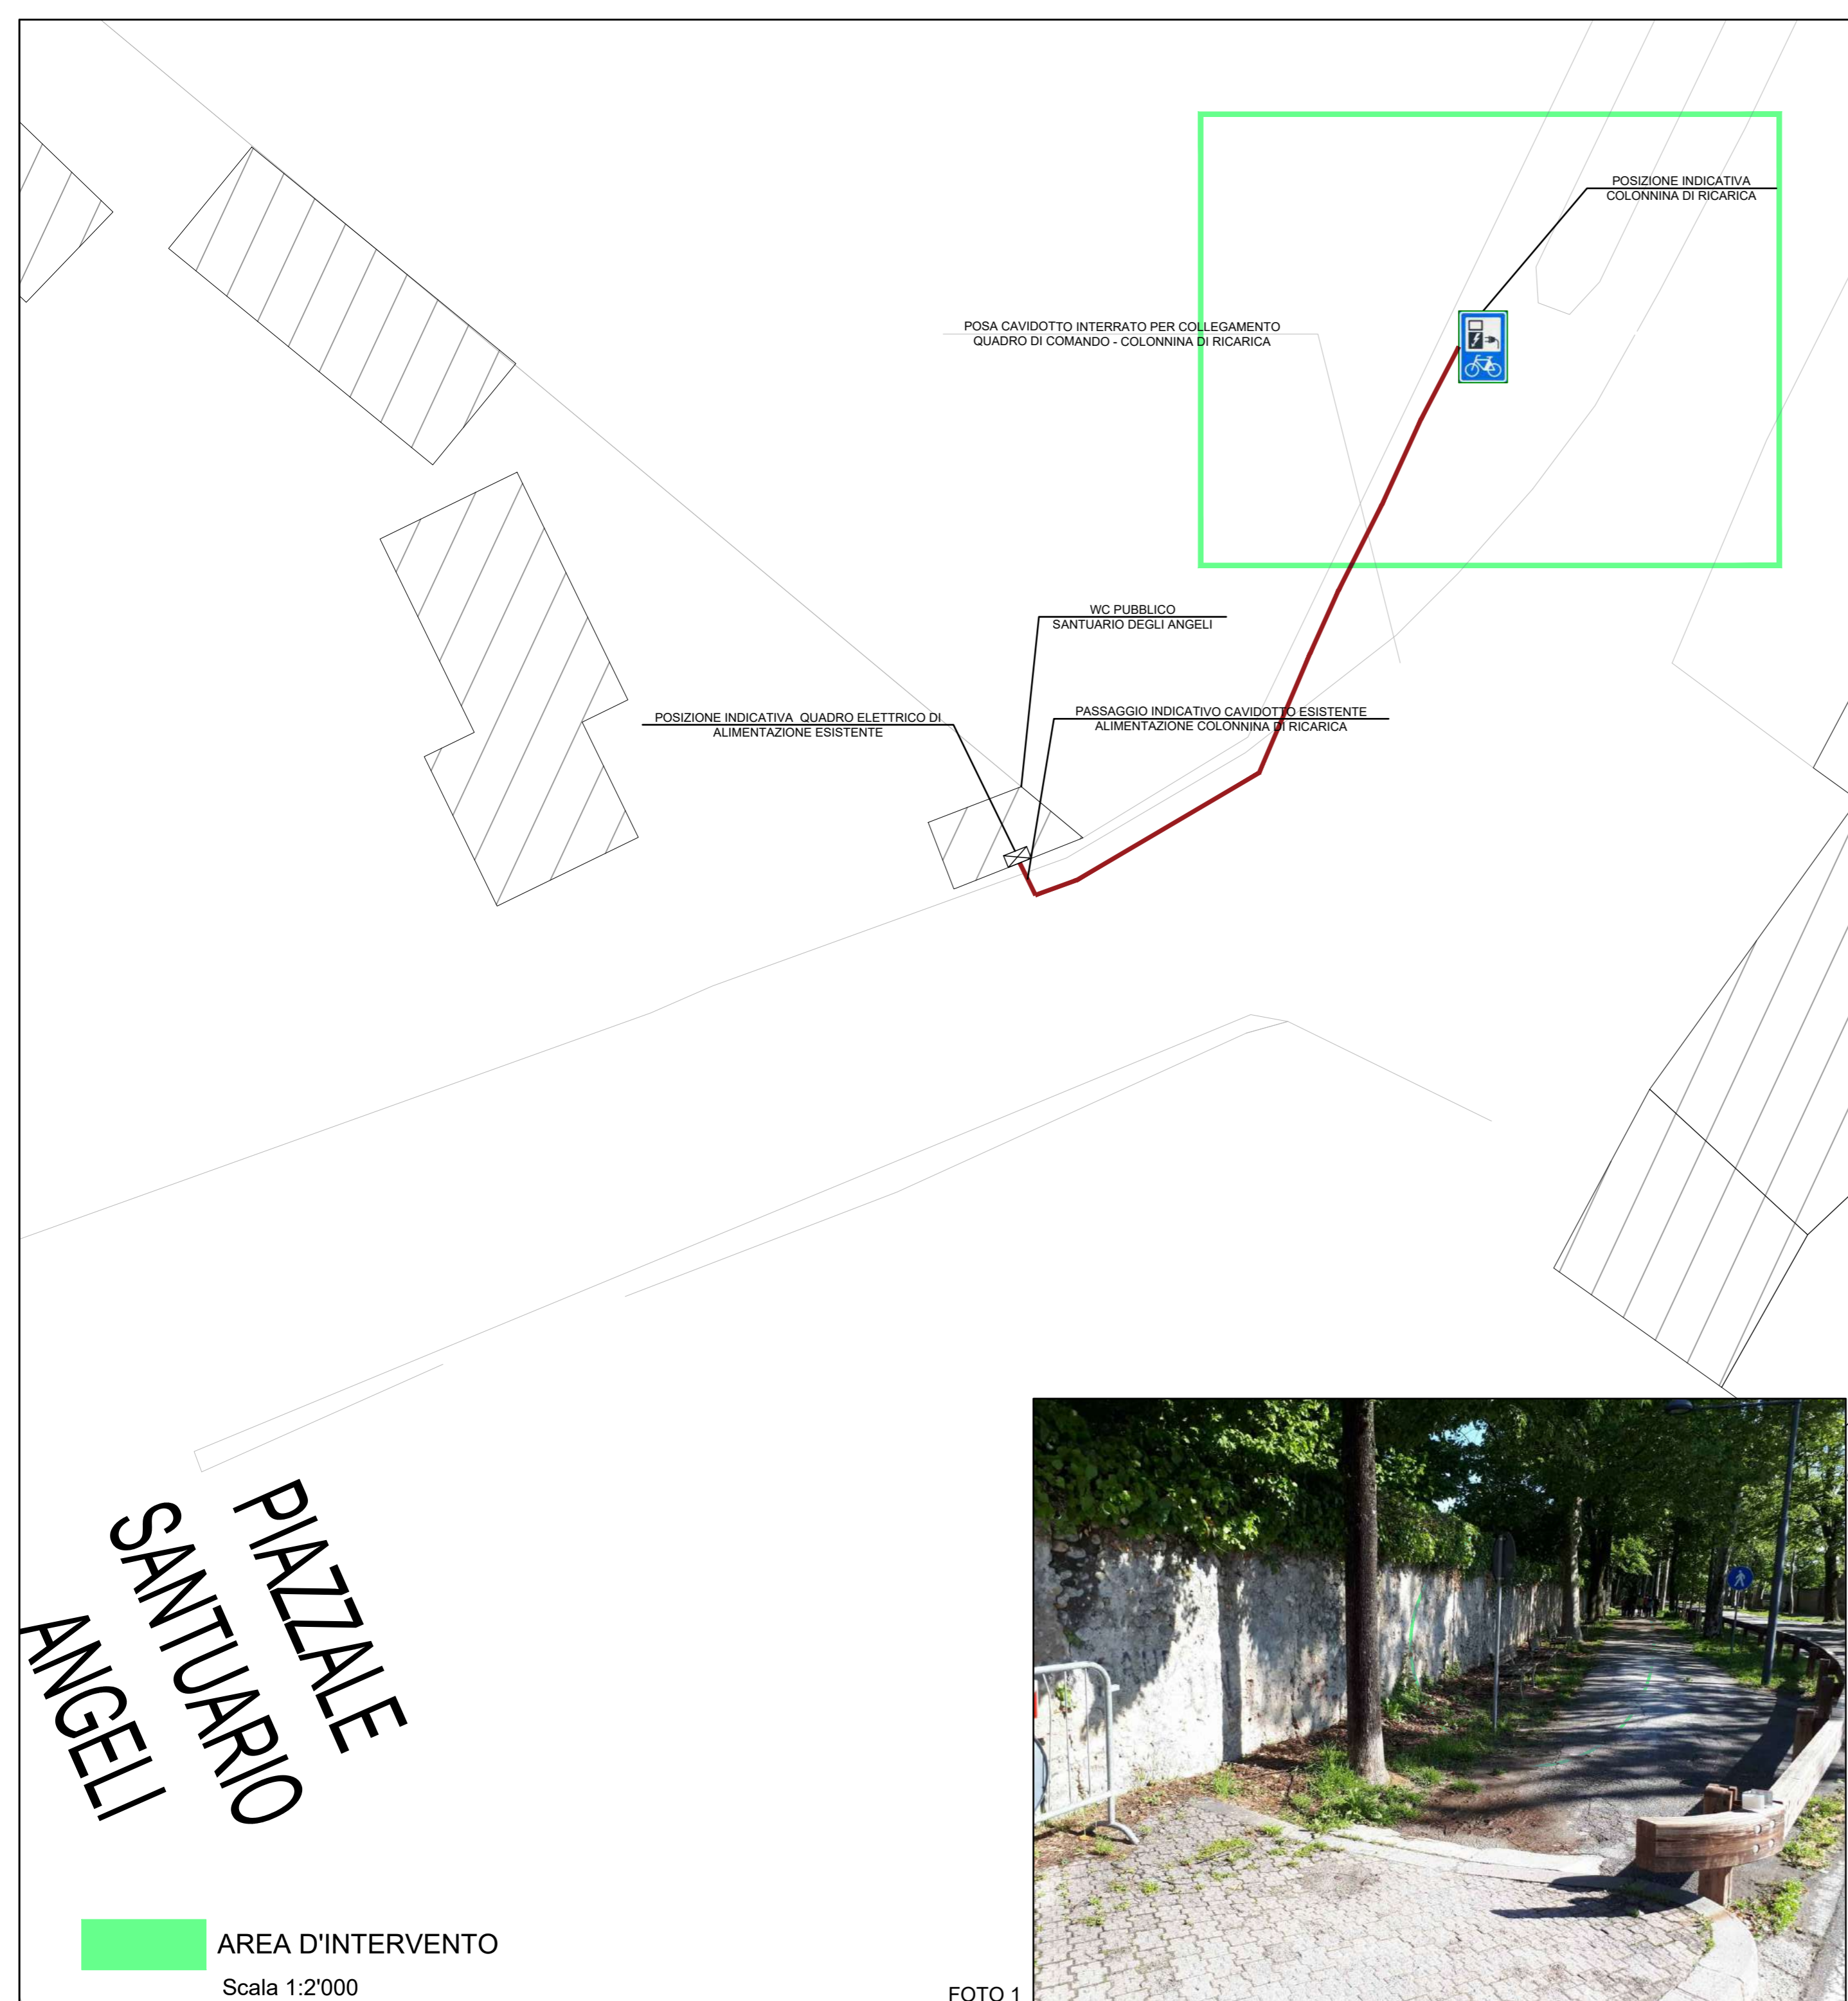 POSIZIONE INDICATIVA
COLONNINA DI RICARICA
POSA CAVIDOTTO INTERRATO PER COLLEGAMENTO
QUADRO DI COMANDO - COLONNINA DI RICARICA
WC PUBBLICO
SANTUARIO DEGLI ANGELI
POSIZIONE INDICATIVA QUADRO ELETTRICO DI
ALIMENTAZIONE ESISTENTE
PASSAGGIO INDICATIVO CAVIDOTTO ESISTENTE
ALIMENTAZIONE COLONNINA DI RICARICA
PIAZZALE
SANTUARIO
ANGELI
AREA D'INTERVENTO
Scala 1:2'000
FOTO 1